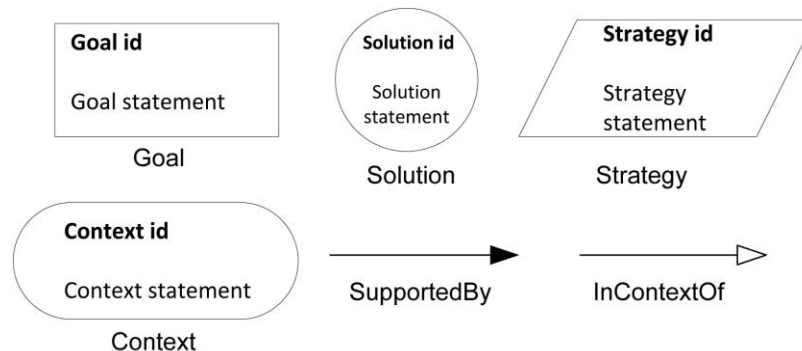 Goal id
Goal statement
Goal
Solution id
Solution
statement
Solution
Strategy id
Strategy
statement
Strategy
Context id
Context statement
Context
SupportedBy
InContextOf